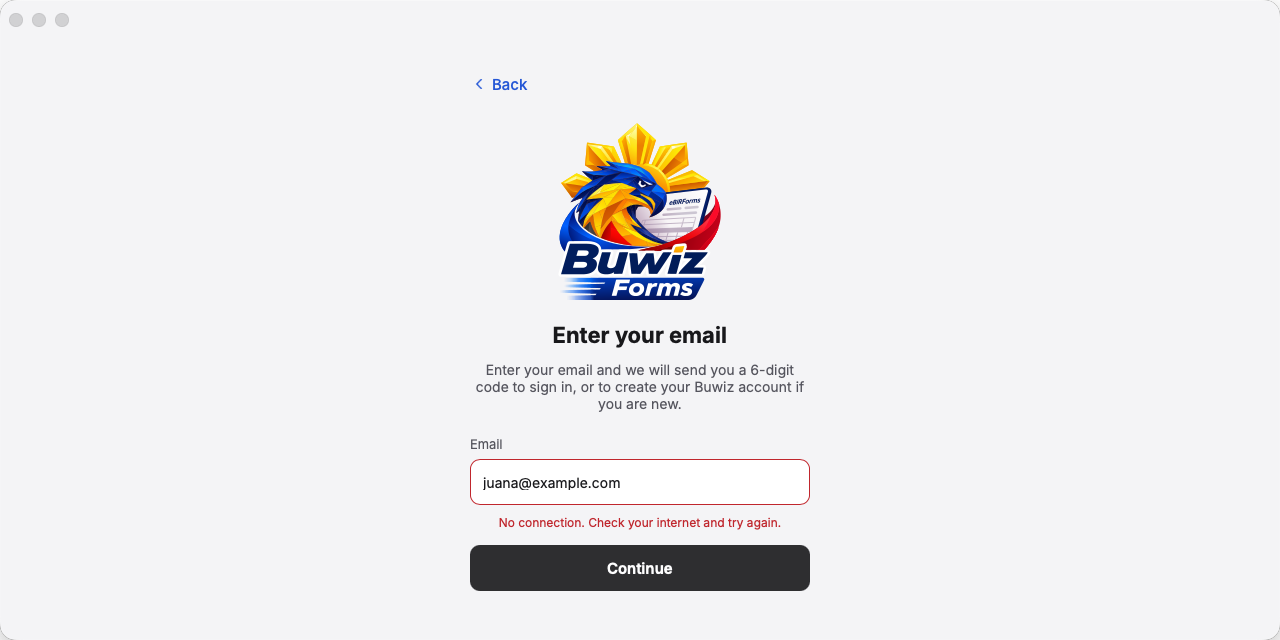 Back
eBIRForms
Buwiz
Forms
Enter your email
Enter your email and we will send you a 6-digit
code to sign in, or to create your Buwiz account if
you are new.
Email
juana@example.com
No connection. Check your internet and try again.
Continue